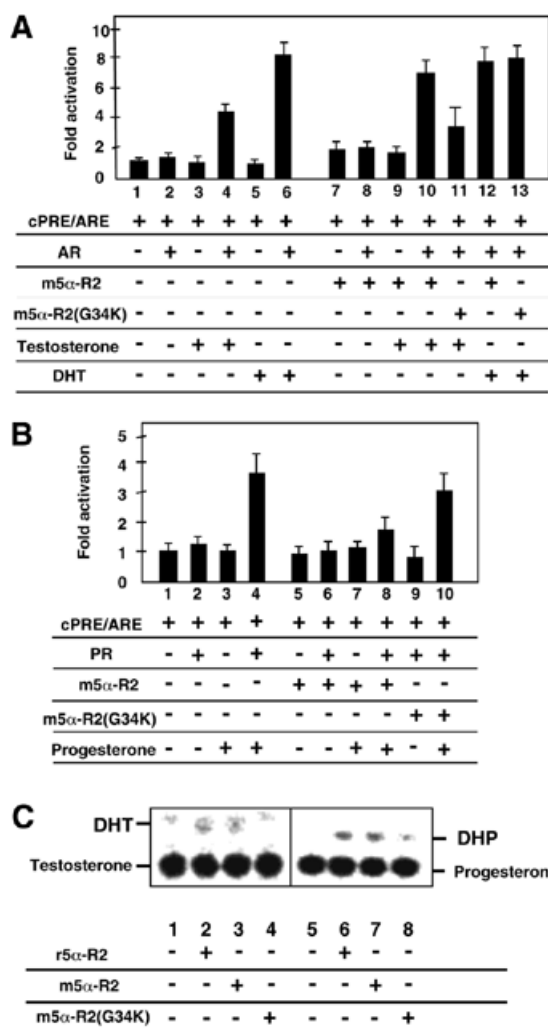 A
Fold activation
10
8
6
4
2
0
1 2 3 4 5 6 7 8 9 10 11 12 13
cPRE/ARE + + + + + + + + + + + + +
AR - + - + - + - + - + + + +
m5α-R2 - - - - - - + + + + - + -
m5α-R2(G34K) - - - - - - - - - - + - +
Testosterone - - + + - - - - + + + - -
DHT - - - - + + - - - - - + +
B
Fold activation
5
4
3
2
1
0
1 2 3 4 5 6 7 8 9 10
cPRE/ARE + + + + + + + + + +
PR - + - + - + - + + +
m5α-R2 - - - - + + + + - -
m5α-R2(G34K) - - - - - - - - + +
Progesterone - - + + - - + + - +
C
DHT
DHP
Testosterone
Progesteron
1 2 3 4 5 6 7 8
r5α-R2 - + - - - + - -
m5α-R2 - - + - - - + -
m5α-R2(G34K) - - - + - - - +